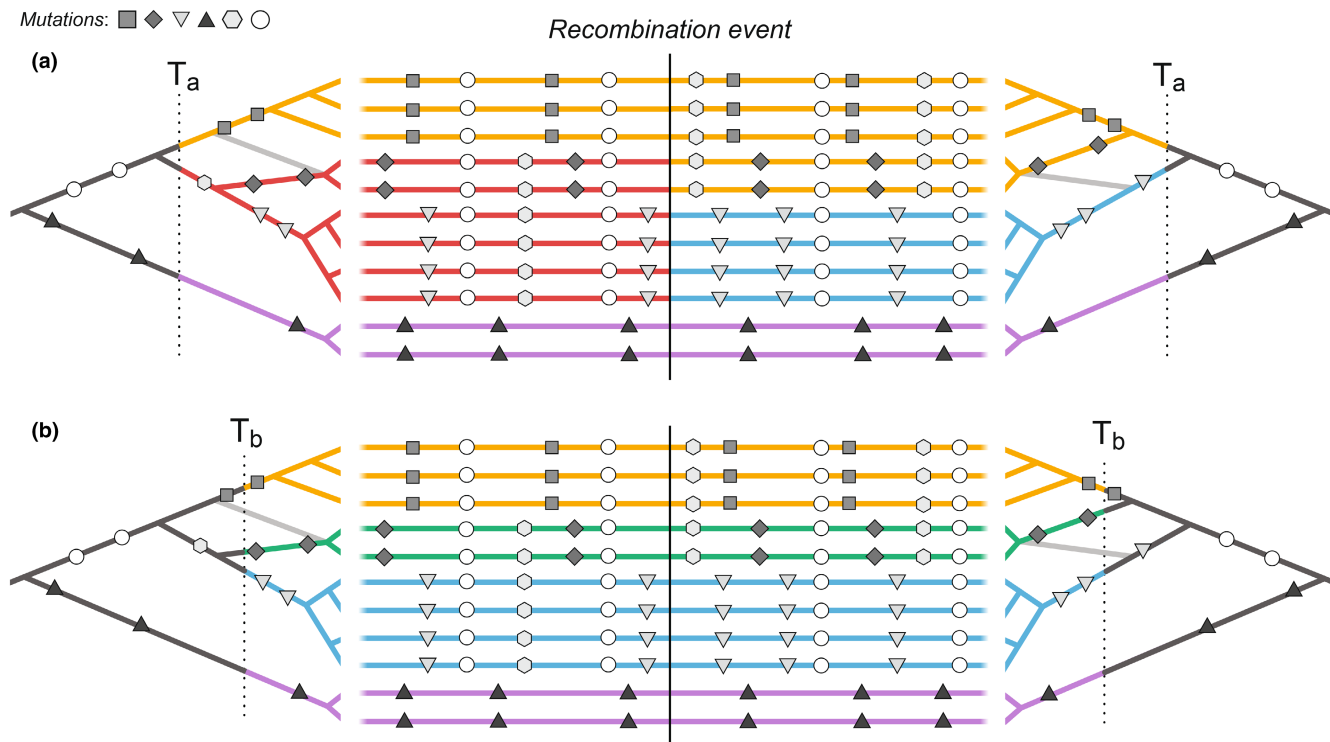 Mutations:
Recombination event
(a)
Ta
Ta
(b)
Tb
Tb